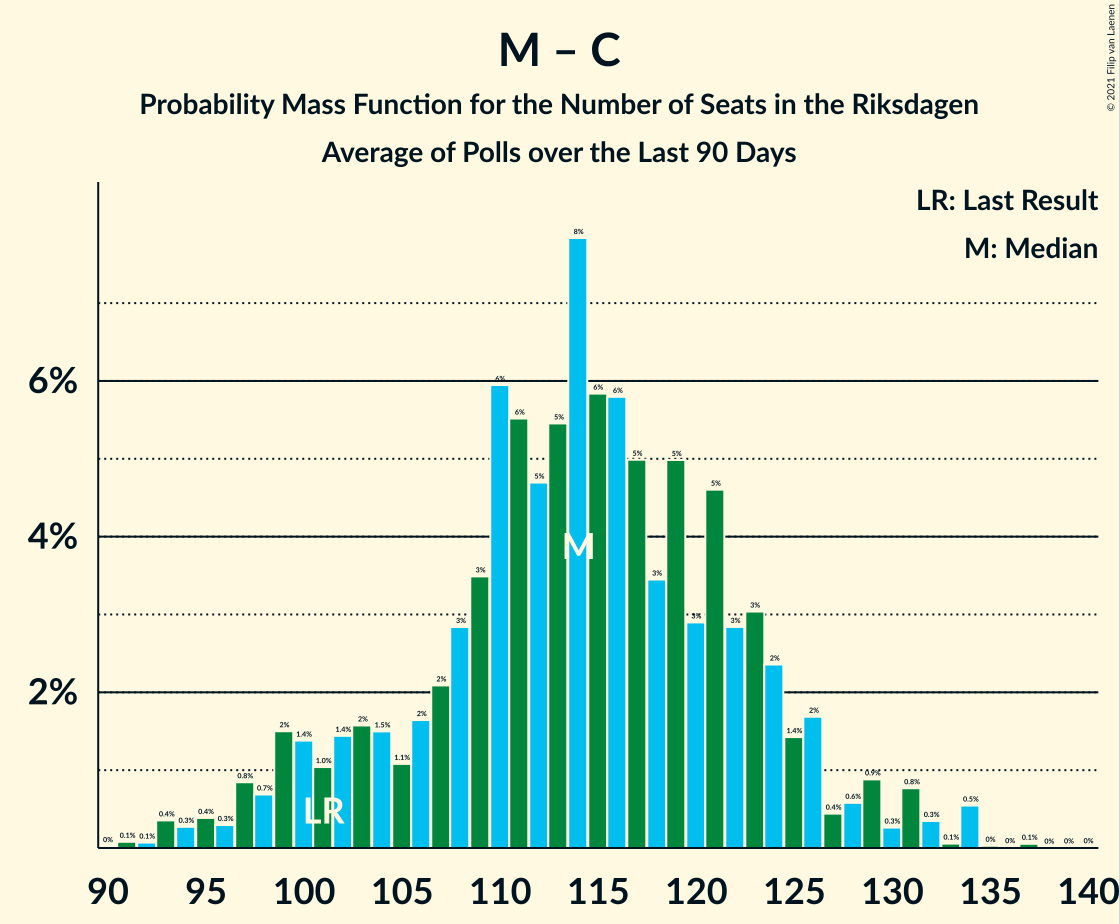 M – C
Probability Mass Function for the Number of Seats in the Riksdagen
Average of Polls over the Last 90 Days
© 2021 Filip van Laenen
LR: Last Result
M: Median
6%
4%
2%
0% 0.1% 0.1% 0.4% 0.3% 0.4% 0.3% 0.8% 0.7% 2% 1.4% 1.0% 1.4% 2% 1.5% 1.1% 2% 2% 3% 3% 6% 6% 5% 5% 8% 6% 6% 5% 3% 5% 3% 5% 3% 3% 2% 1.4% 2% 0.4% 0.6% 0.9% 0.3% 0.8% 0.3% 0.1% 0.5% 0% 0% 0.1% 0% 0% 0%
M
LR
90 95 100 105 110 115 120 125 130 135 140